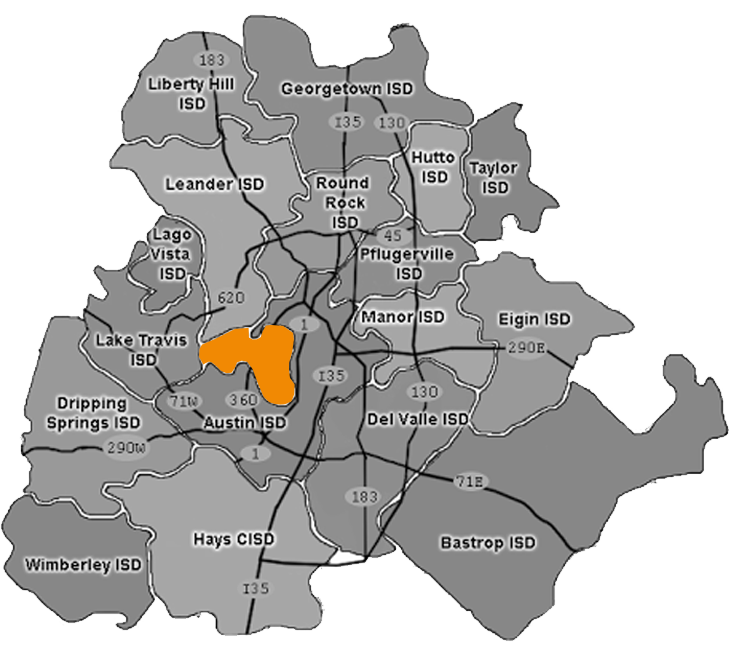 183
Liberty Hill
ISD
Georgetown ISD
I35
130
Hutto
ISD
Taylor
ISD
Leander ISD
Round
Rock
ISD
Lago
Vista
ISD
45
Pflugerville
ISD
620
1
Manor ISD
Eigin ISD
Lake Travis
ISD
290E
I35
71W
360
130
Dripping
Springs ISD
Austin ISD
Del Valle ISD
290W
1
71E
183
Hays CISD
Bastrop ISD
Wimberley ISD
I35